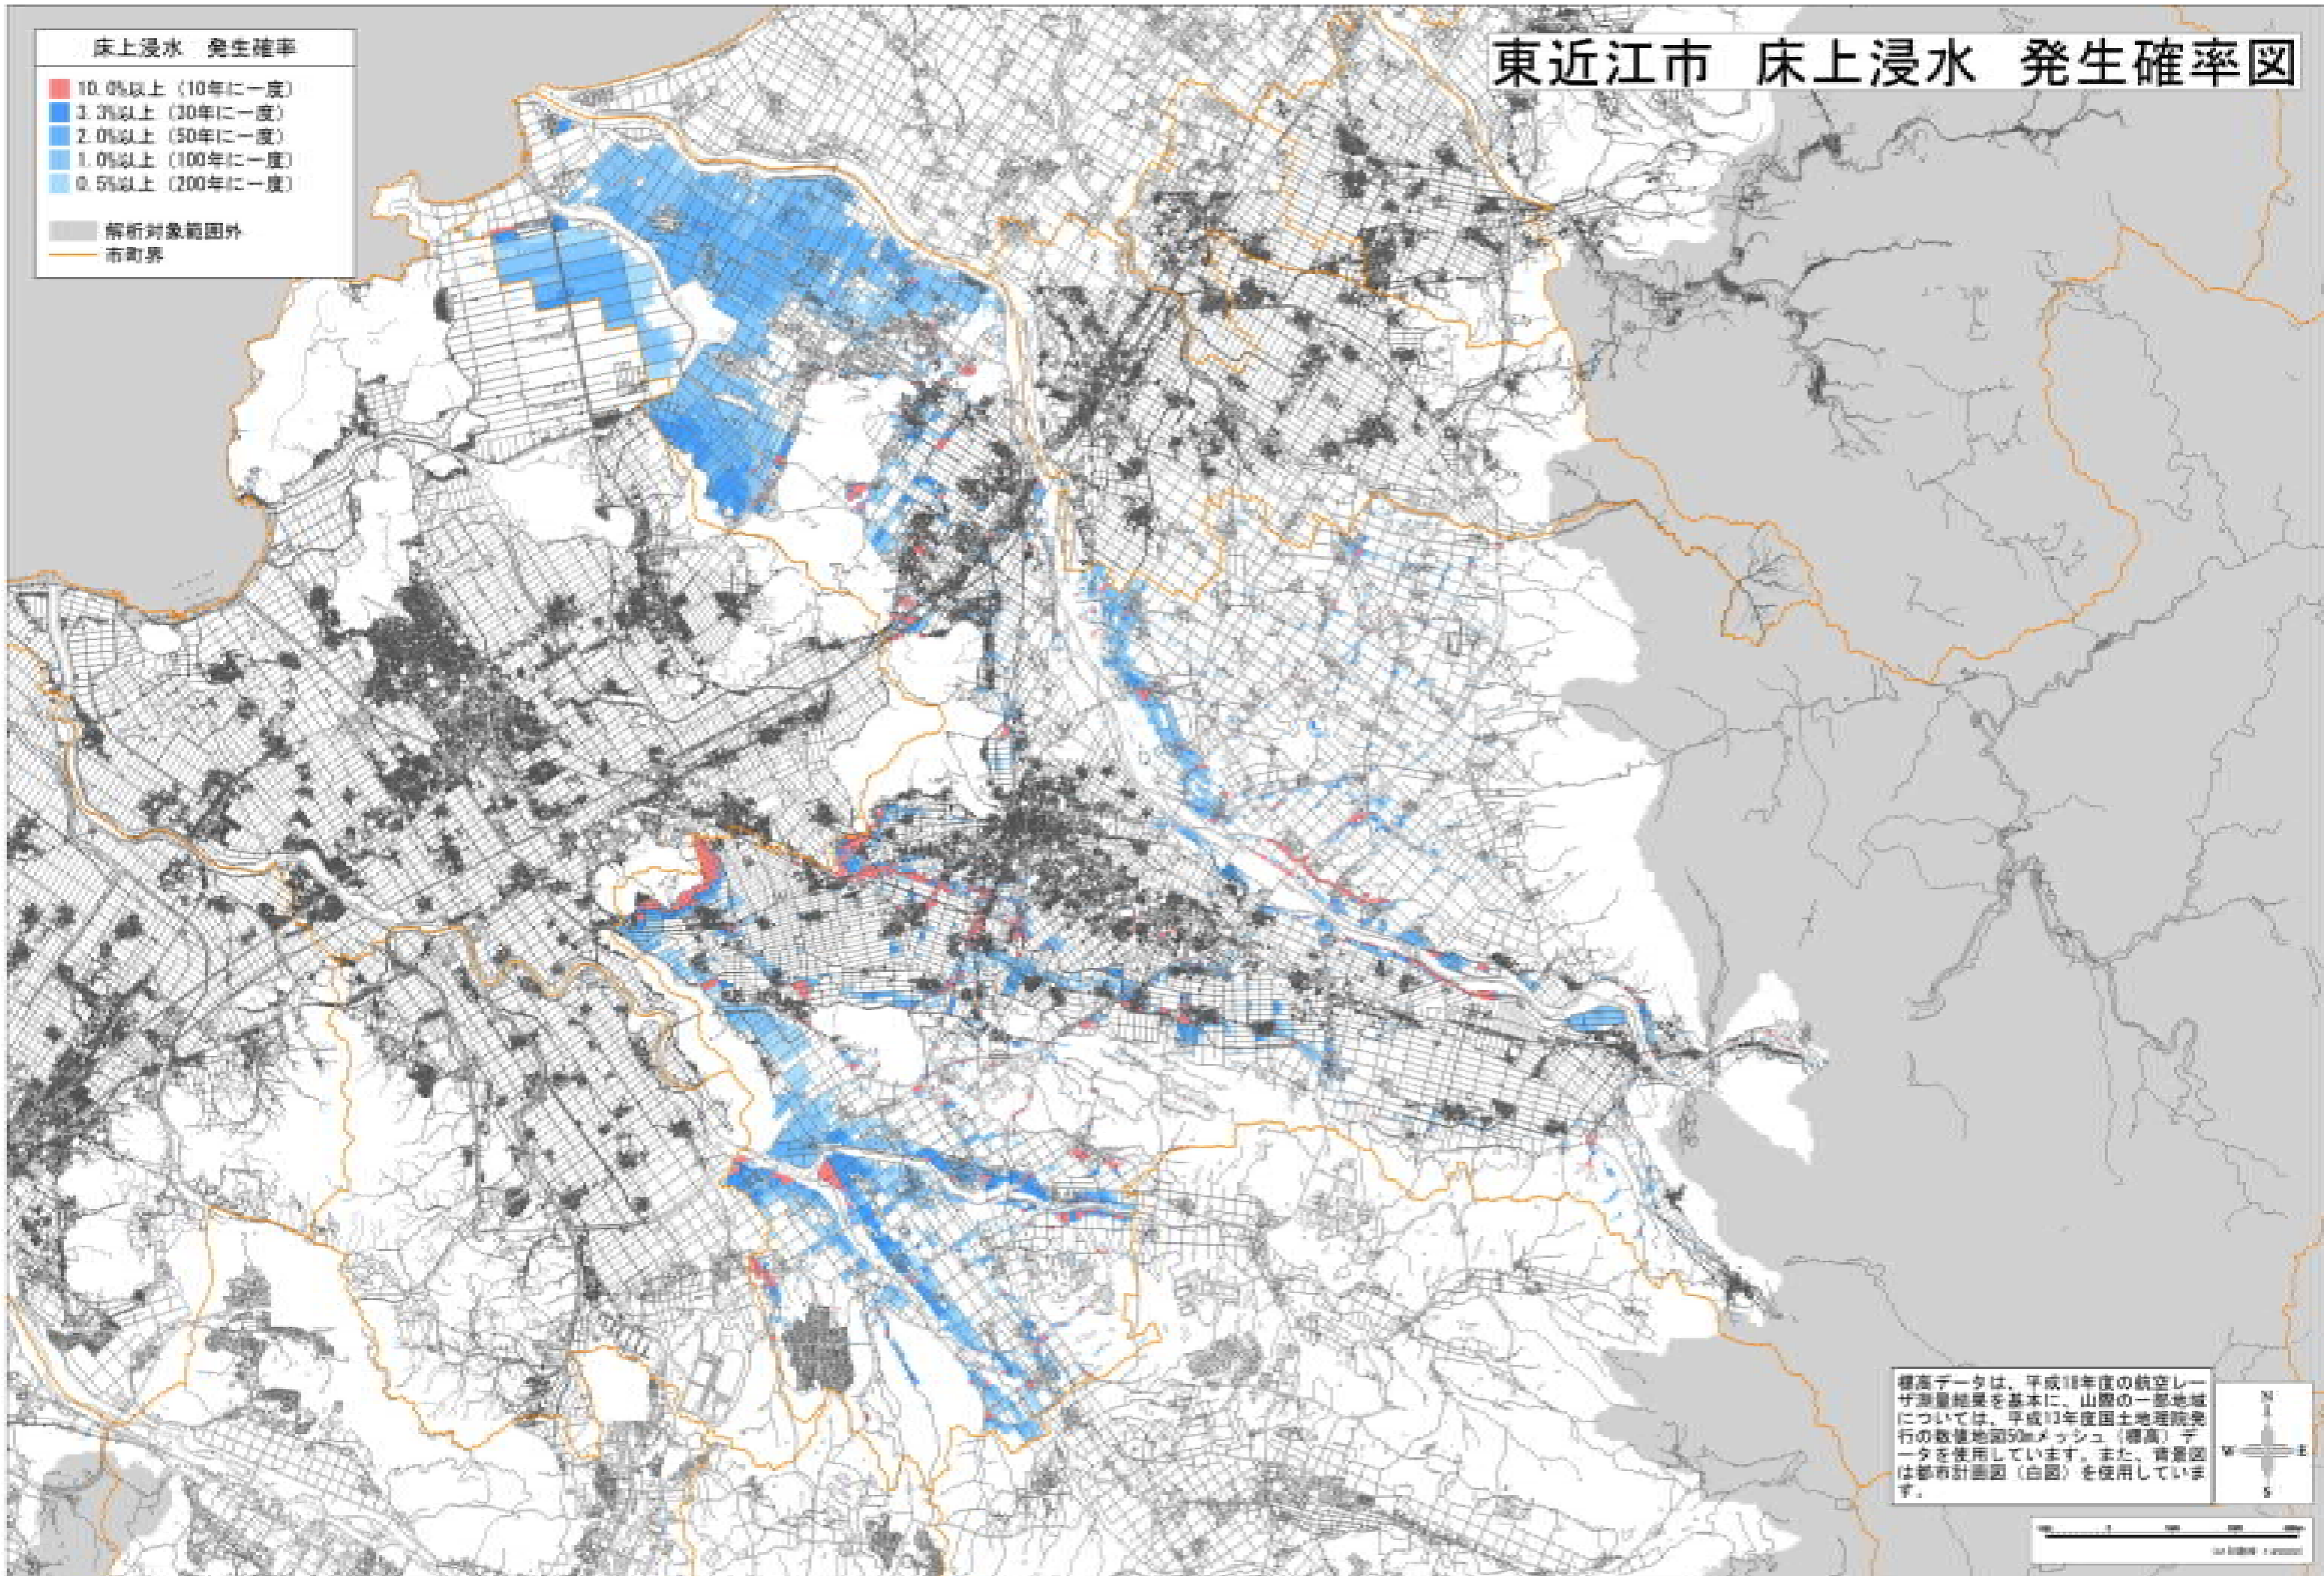 東近江市 床上浸水 発生確率図
床上浸水 発生確率
10.0%以上（10年に一度）
3.3%以上（30年に一度）
2.0%以上（50年に一度）
1.0%以上（100年に一度）
0.5%以上（200年に一度）
解析対象範囲外
市町界
標高データは、平成18年度の航空レー
ザ測量結果を基本に、山間の一部地域
については、平成13年度国土地理院発
行の数値地図50mメッシュ（標高）デ
ータを使用しています。また、背景図
は都市計画図（白図）を使用していま
す。
N
W E
S